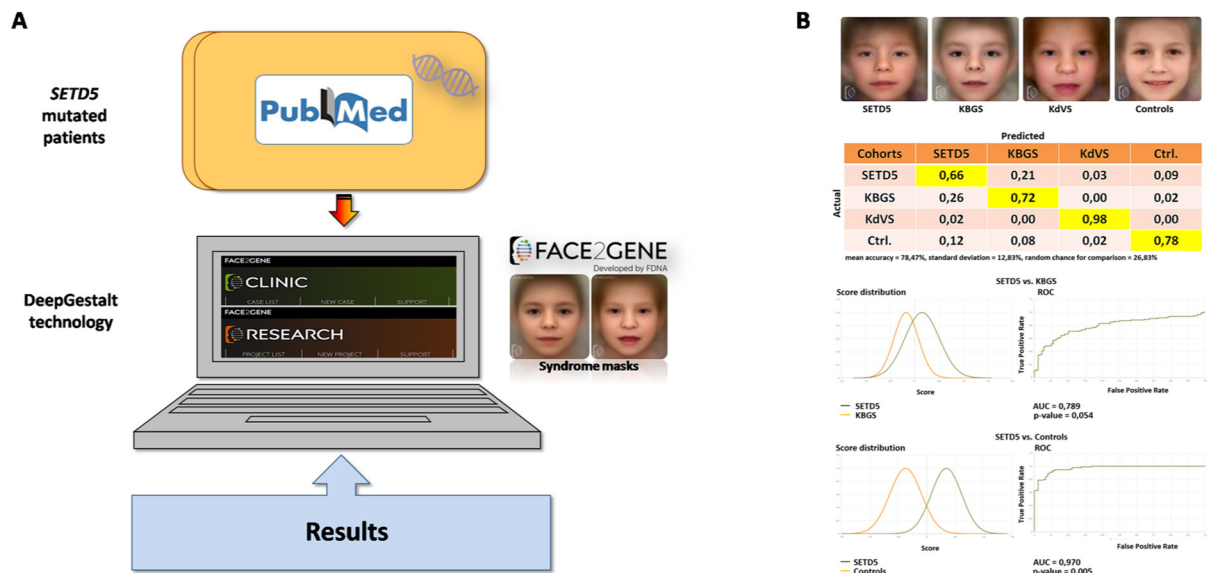 A
SETD5
mutated
patients
PubMed
DeepGestalt
technology
FACE2GENE
CLINIC
CASE LIST NEW CASE SUPPORT
FACE2GENE
RESEARCH
PROJECT LIST NEW PROJECT SUPPORT
FACE2GENE
Developed by FDNA
Syndrome masks
Results
B
SETD5 KBGS KdVS Controls
Predicted
Actual
Cohorts SETD5 KBGS KdVS Ctrl.
SETD5 0,66 0,21 0,03 0,09
KBGS 0,26 0,72 0,00 0,02
KdVS 0,02 0,00 0,98 0,00
Ctrl. 0,12 0,08 0,02 0,78
mean accuracy = 78,47%, standard deviation = 12,83%, random chance for comparison = 26,83%
SETD5 vs. KBGS
Score distribution ROC
True Positive Rate
Score False Positive Rate
SETD5 AUC = 0,789
KBGS p-value = 0,054
SETD5 vs. Controls
Score distribution ROC
True Positive Rate
Score False Positive Rate
SETD5 AUC = 0,970
Controls p-value = 0,005